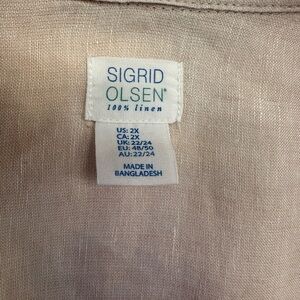 SIGRID
OLSEN®
100% linen
US: 2X
CA: 2X
UK: 22/24
EU: 48/50
AU: 22/24
MADE IN
BANGLADESH